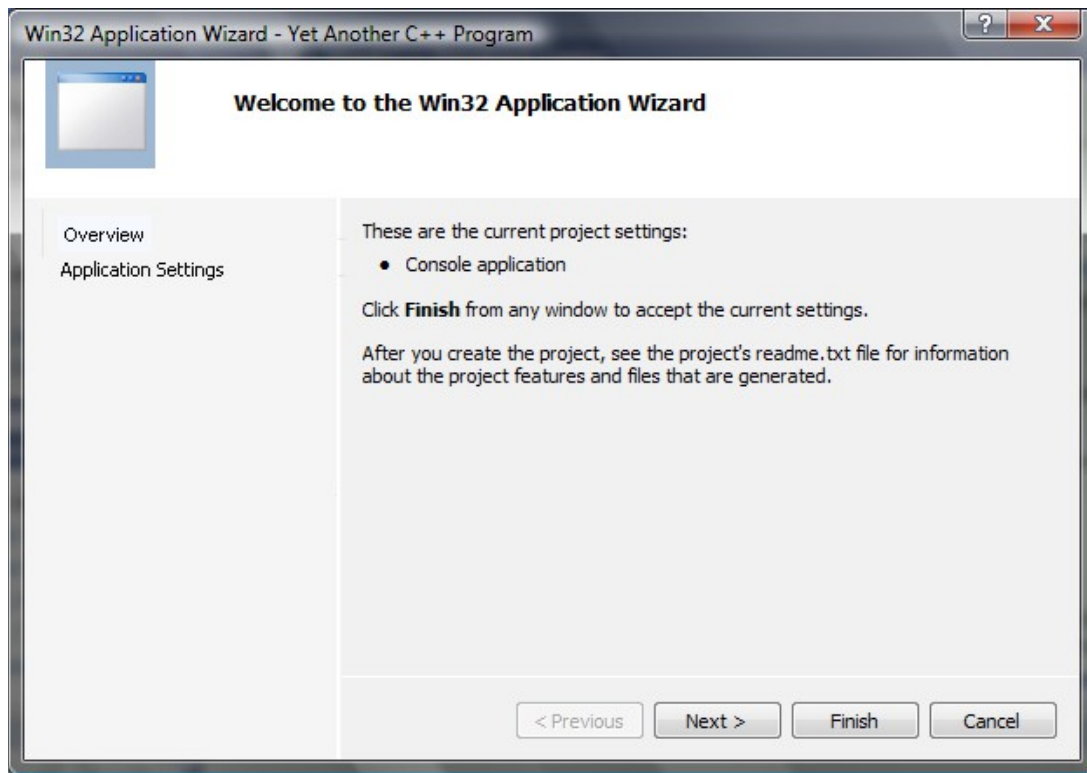 Win32 Application Wizard - Yet Another C++ Program
?
X
Welcome to the Win32 Application Wizard
Overview
Application Settings
These are the current project settings:
• Console application
Click Finish from any window to accept the current settings.
After you create the project, see the project's readme.txt file for information
about the project features and files that are generated.
< Previous
Next >
Finish
Cancel